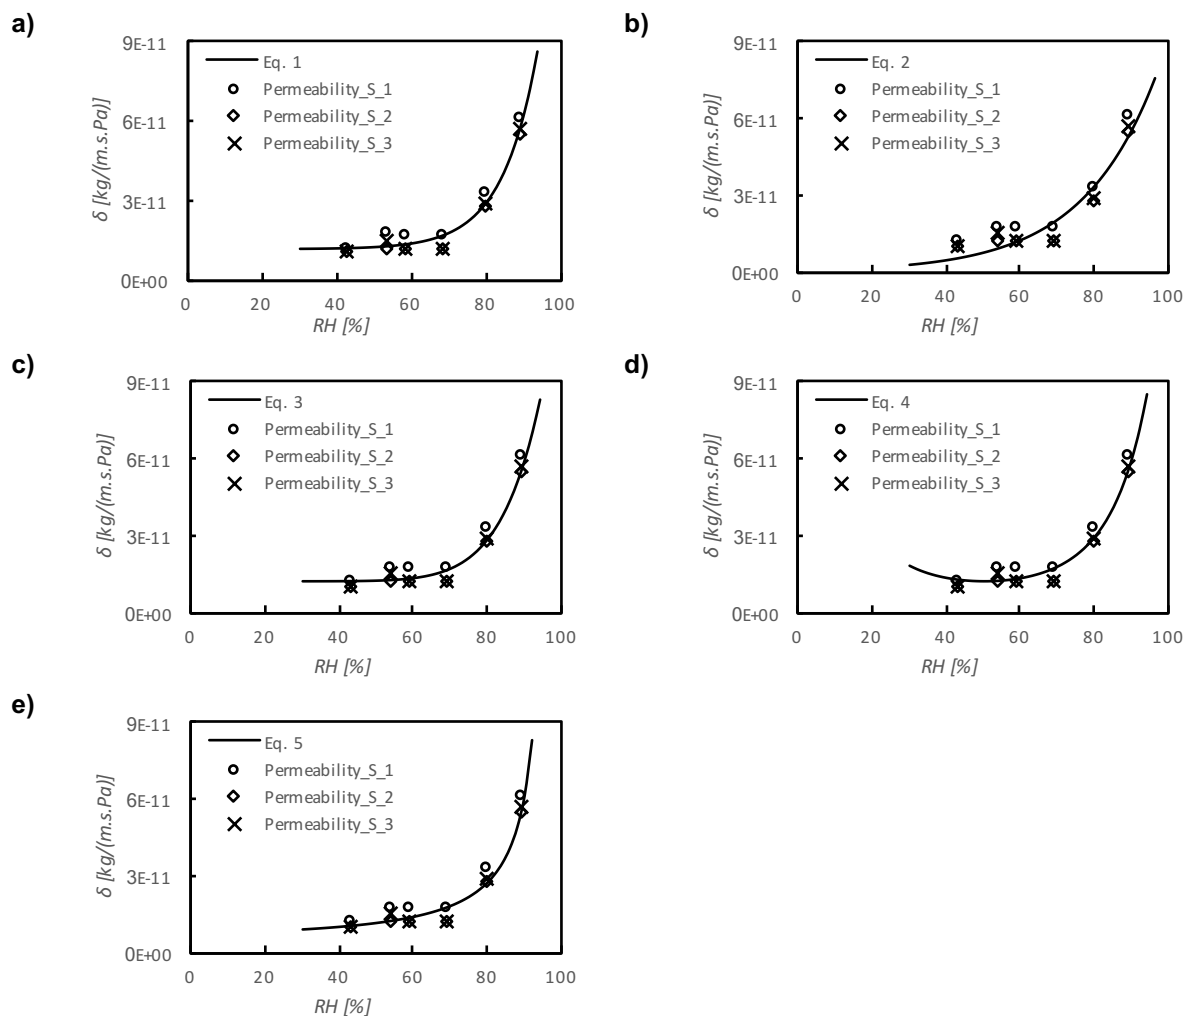 a)
9E-11
6E-11
3E-11
0E+00
δ [kg/(m.s.Pa)]
Eq. 1
Permeability_S_1
Permeability_S_2
Permeability_S_3
0 20 40 60 80 100
RH [%]
b)
9E-11
6E-11
3E-11
0E+00
δ [kg/(m.s.Pa)]
Eq. 2
Permeability_S_1
Permeability_S_2
Permeability_S_3
0 20 40 60 80 100
RH [%]
c)
9E-11
6E-11
3E-11
0E+00
δ [kg/(m.s.Pa)]
Eq. 3
Permeability_S_1
Permeability_S_2
Permeability_S_3
0 20 40 60 80 100
RH [%]
d)
9E-11
6E-11
3E-11
0E+00
δ [kg/(m.s.Pa)]
Eq. 4
Permeability_S_1
Permeability_S_2
Permeability_S_3
0 20 40 60 80 100
RH [%]
e)
9E-11
6E-11
3E-11
0E+00
δ [kg/(m.s.Pa)]
Eq. 5
Permeability_S_1
Permeability_S_2
Permeability_S_3
0 20 40 60 80 100
RH [%]